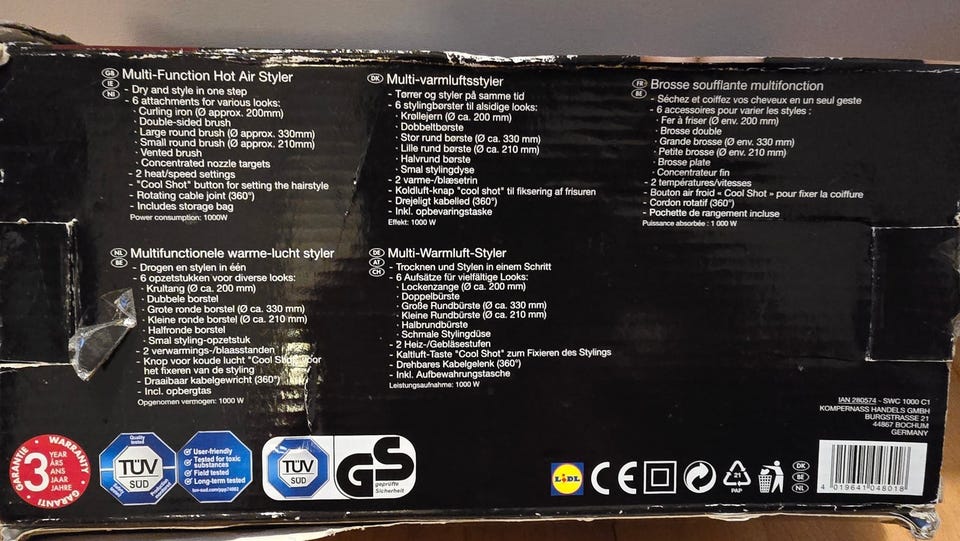 GB IE NI Multi-Function Hot Air Styler
- Dry and style in one step
- 6 attachments for various looks:
· Curling iron (Ø approx. 200mm)
· Double-sided brush
· Large round brush (Ø approx. 330mm)
· Small round brush (Ø approx. 210mm)
· Vented brush
· Concentrated nozzle targets
- 2 heat/speed settings
- "Cool Shot" button for setting the hairstyle
- Rotating cable joint (360°)
- Includes storage bag
Power consumption: 1000W
DK Multi-varmluftsstyler
- Tørrer og styler på samme tid
- 6 stylingbørster til alsidige looks:
· Krøllejern (Ø ca. 200 mm)
· Dobbeltbørste
· Stor rund børste (Ø ca. 330 mm)
· Lille rund børste (Ø ca. 210 mm)
· Halvrund børste
· Smal stylingdyse
- 2 varme-/blæsetrin
- Koldluft-knap "cool shot" til fiksering af frisuren
- Drejeligt kabelled (360°)
- Inkl. opbevaringstaske
Effekt: 1000 W
FR BE Brosse soufflante multifonction
- Séchez et coiffez vos cheveux en un seul geste
- 6 accessoires pour varier les styles :
· Fer à friser (Ø env. 200 mm)
· Brosse double
· Grande brosse (Ø env. 330 mm)
· Petite brosse (Ø env. 210 mm)
· Brosse plate
· Concentrateur fin
- 2 températures/vitesses
- Bouton air froid « Cool Shot » pour fixer la coiffure
- Cordon rotatif (360°)
- Pochette de rangement incluse
Puissance absorbée : 1 000 W
NL BE Multifunctionele warme-lucht styler
- Drogen en stylen in één
- 6 opzetstukken voor diverse looks:
· Krultang (Ø ca. 200 mm)
· Dubbele borstel
· Grote ronde borstel (Ø ca. 330 mm)
· Kleine ronde borstel (Ø ca. 210 mm)
· Halfronde borstel
· Smal styling-opzetstuk
- 2 verwarmings-/blaasstanden
- Knop voor koude lucht "Cool voor
het fixeren van de styling
- Draaibaar kabelgewricht (360°)
- Incl. opbergtas
Opgenomen vermogen: 1000 W
DE AT CH Multi-Warmluft-Styler
- Trocknen und Stylen in einem Schritt
- 6 Aufsätze für vielfältige Looks:
· Lockenzange (Ø ca. 200 mm)
· Doppelbürste
· Große Rundbürste (Ø ca. 330 mm)
· Kleine Rundbürste (Ø ca. 210 mm)
· Halbrundbürste
· Schmale Stylingdüse
- 2 Heiz-/Gebläsestufen
- Kaltluft-Taste "Cool Shot" zum Fixieren des Stylings
- Drehbares Kabelgelenk (360°)
- Inkl. Aufbewahrungstasche
Leistungsaufnahme: 1000 W
IAN 280574 - SWC 1000 C1
KOMPERNASS HANDELS GMBH
BURGSTRASSE 21
44867 BOCHUM
GERMANY
GARANTIE · WARRANTY
GARANTI
3
YEAR
ÅRS
ANS
JAAR
JAHRE
Quality
tested
TÜV
SÜD
Production
User-friendly
Tested for toxic
substances
Field tested
Long-term tested
TÜV
SÜD
GS
geprüfte
Sicherheit
LIDL
CE
21
PAP
DK
BE
NL
4 019641 048018